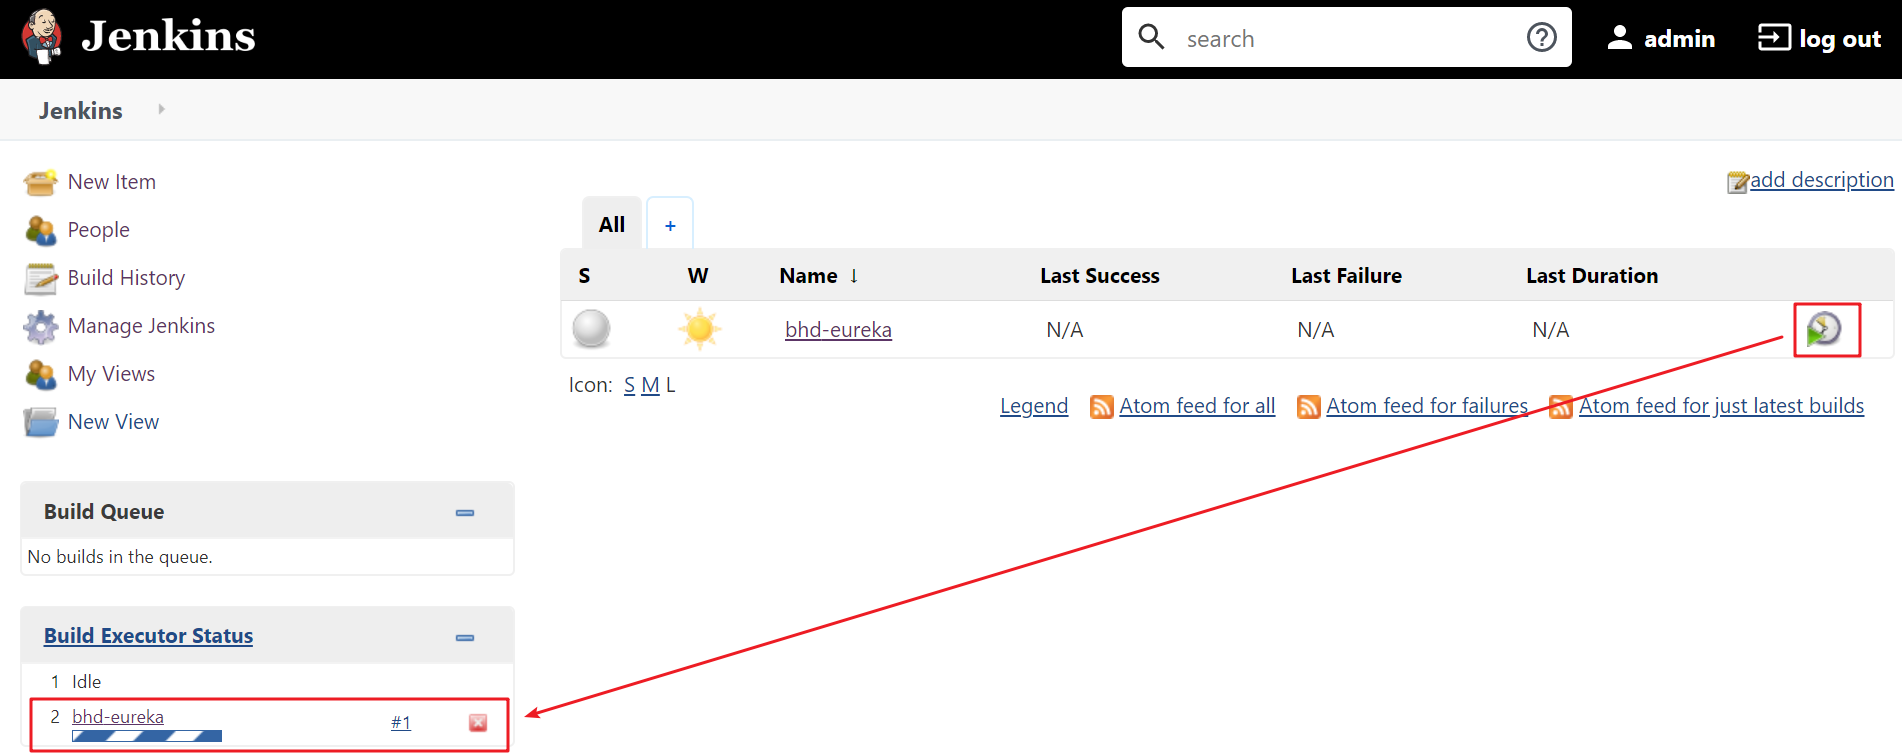 Jenkins
search
admin
log out
Jenkins
New Item
People
Build History
Manage Jenkins
My Views
New View
add description
All +
S W Name ↓ Last Success Last Failure Last Duration
bhd-eureka N/A N/A N/A
Icon: S M L
Legend Atom feed for all Atom feed for failures Atom feed for just latest builds
Build Queue
No builds in the queue.
Build Executor Status
1 Idle
2 bhd-eureka #1